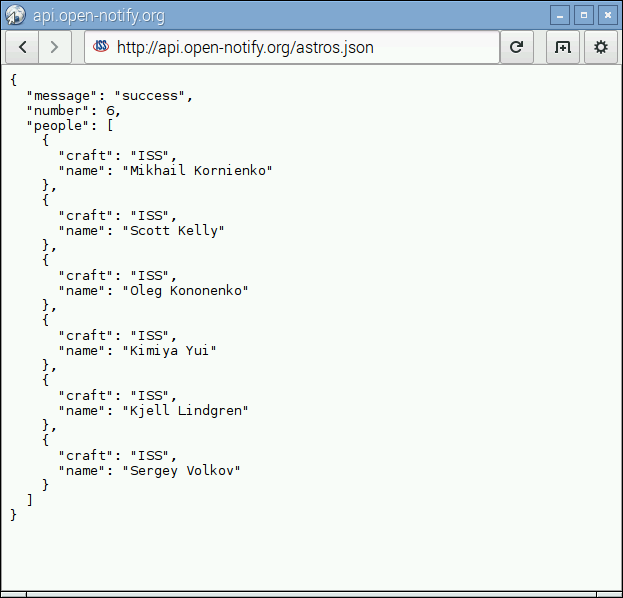 api.open-notify.org
http://api.open-notify.org/astros.json
{
  "message": "success",
  "number": 6,
  "people": [
    {
      "craft": "ISS",
      "name": "Mikhail Kornienko"
    },
    {
      "craft": "ISS",
      "name": "Scott Kelly"
    },
    {
      "craft": "ISS",
      "name": "Oleg Kononenko"
    },
    {
      "craft": "ISS",
      "name": "Kimiya Yui"
    },
    {
      "craft": "ISS",
      "name": "Kjell Lindgren"
    },
    {
      "craft": "ISS",
      "name": "Sergey Volkov"
    }
  ]
}